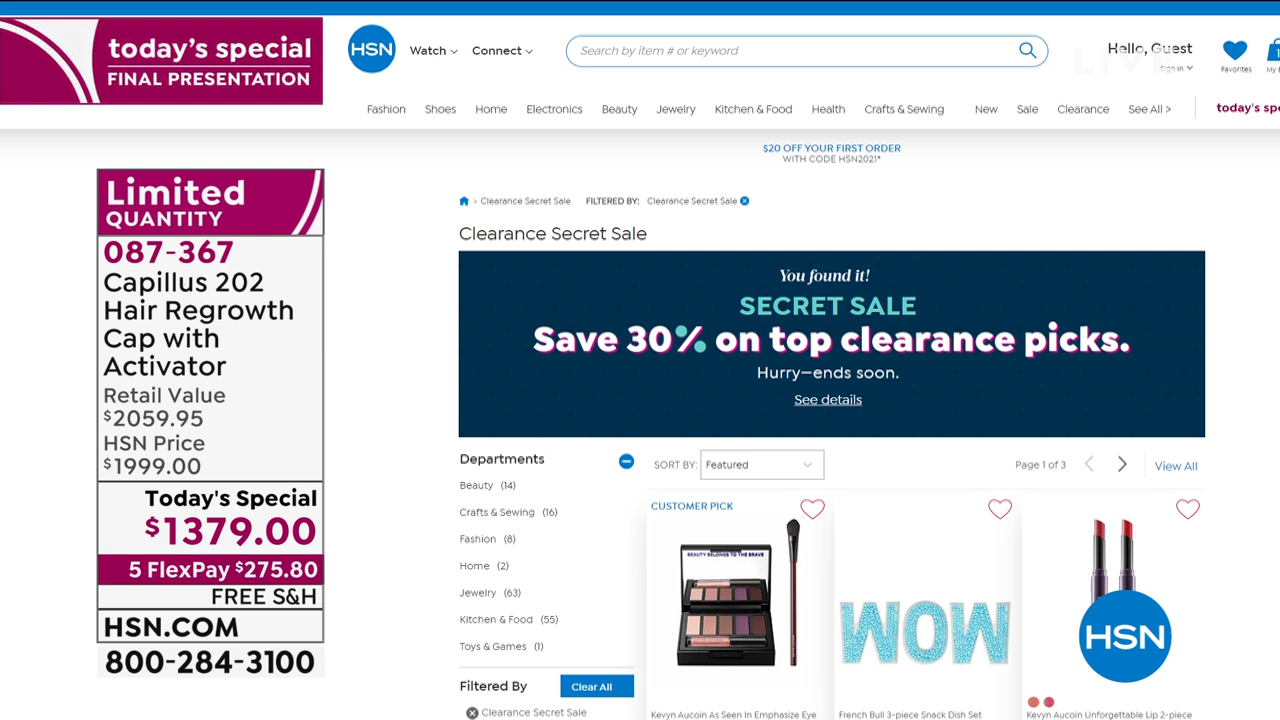 today's special
FINAL PRESENTATION
HSN
Watch
Connect
Search by item # or keyword
Hello, Guest
Sign In
LIVE
Favorites
1
My
Fashion
Shoes
Home
Electronics
Beauty
Jewelry
Kitchen & Food
Health
Crafts & Sewing
New
Sale
Clearance
See All >
today's spe
$20 OFF YOUR FIRST ORDER
WITH CODE HSN2021*
Limited
QUANTITY
087-367
Capillus 202
Hair Regrowth
Cap with
Activator
Retail Value
$2059.95
HSN Price
$1999.00
Today's Special
$1379.00
5 FlexPay $275.80
FREE S&H
HSN.COM
800-284-3100
> Clearance Secret Sale FILTERED BY: Clearance Secret Sale
Clearance Secret Sale
You found it!
SECRET SALE
Save 30% on top clearance picks.
Hurry—ends soon.
See details
Departments
Beauty (14)
Crafts & Sewing (16)
Fashion (8)
Home (2)
Jewelry (63)
Kitchen & Food (55)
Toys & Games (1)
Filtered By
Clear All
Clearance Secret Sale
SORT BY: Featured
Page 1 of 3
View All
CUSTOMER PICK
BEAUTY BELONGS TO THE BRAVE
WOW
HSN
Kevyn Aucoin As Seen In Emphasize Eye
French Bull 3-piece Snack Dish Set
Kevyn Aucoin Unforgettable Lip 2-piece